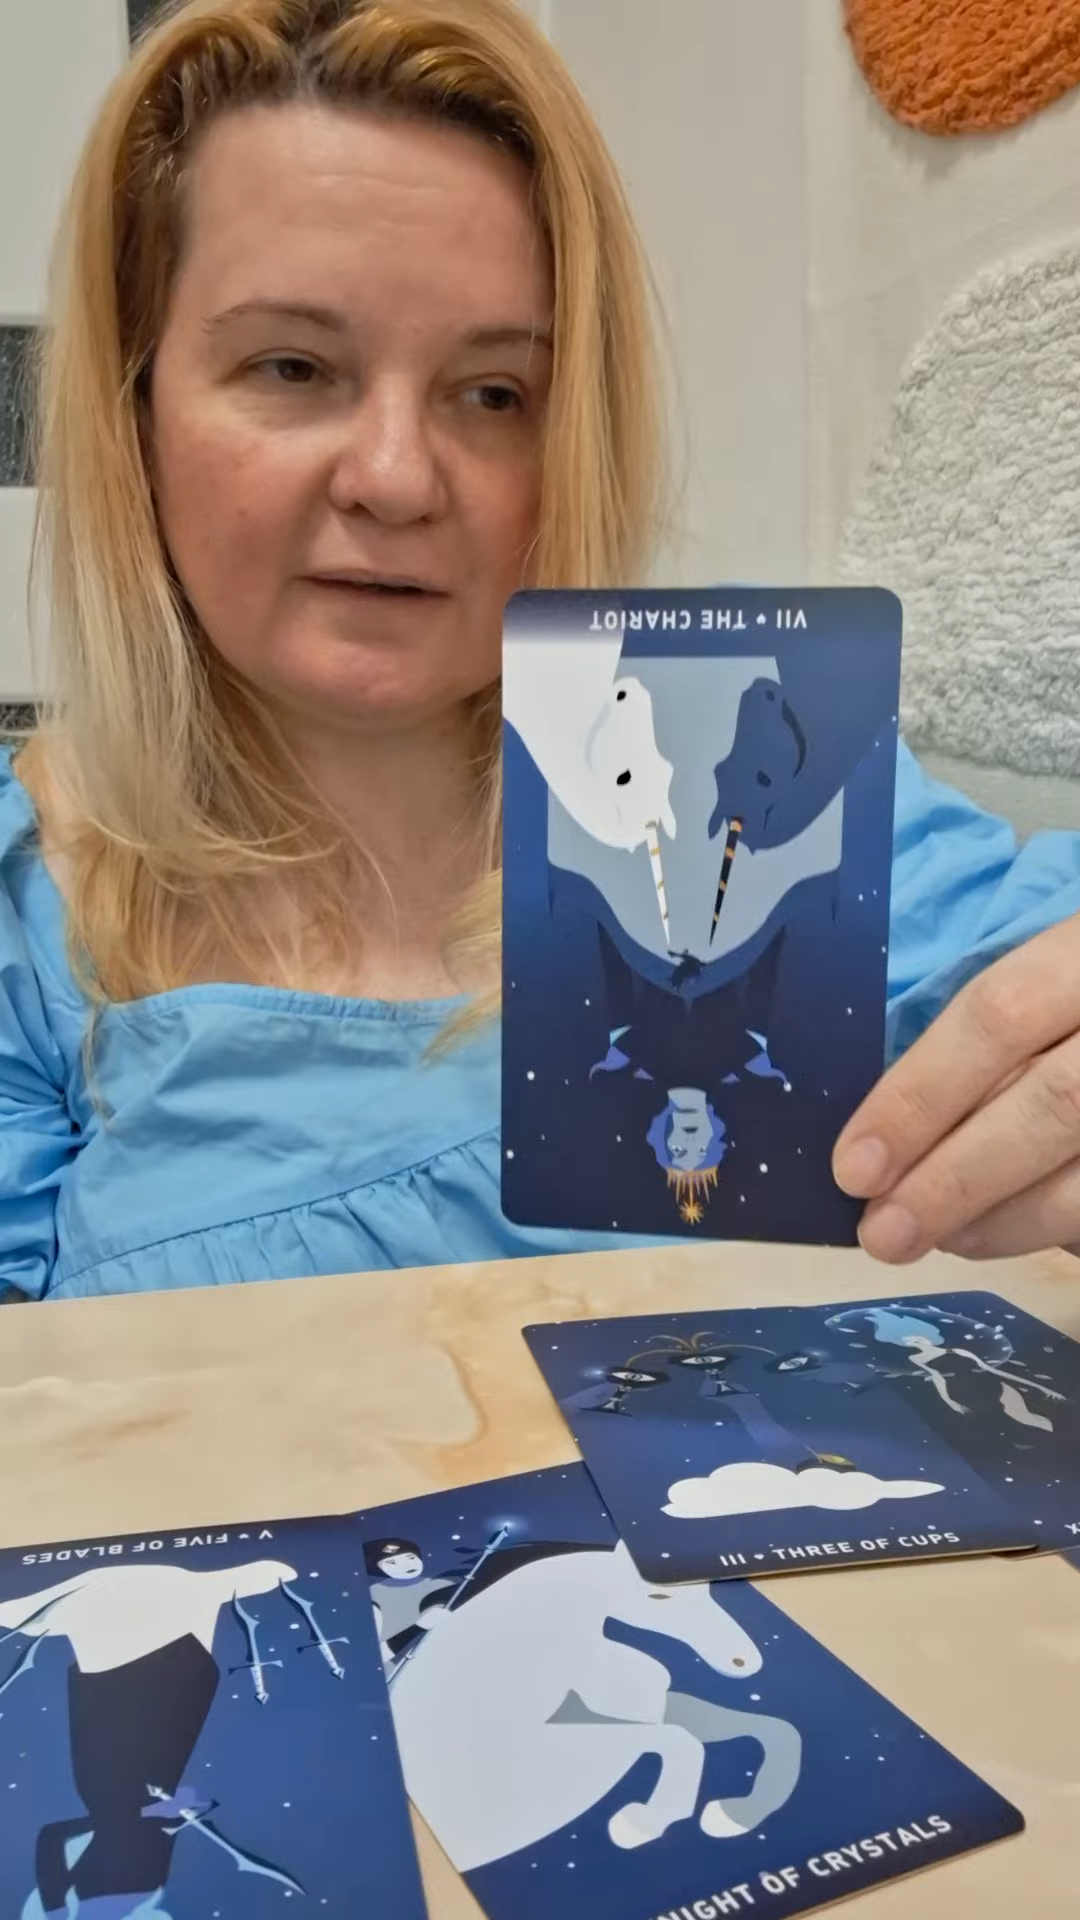 VII ♥ THE CHARIOT
III ♥ THREE OF CUPS
V ♥ FIVE OF BLADES
NIGHT OF CRYSTALS